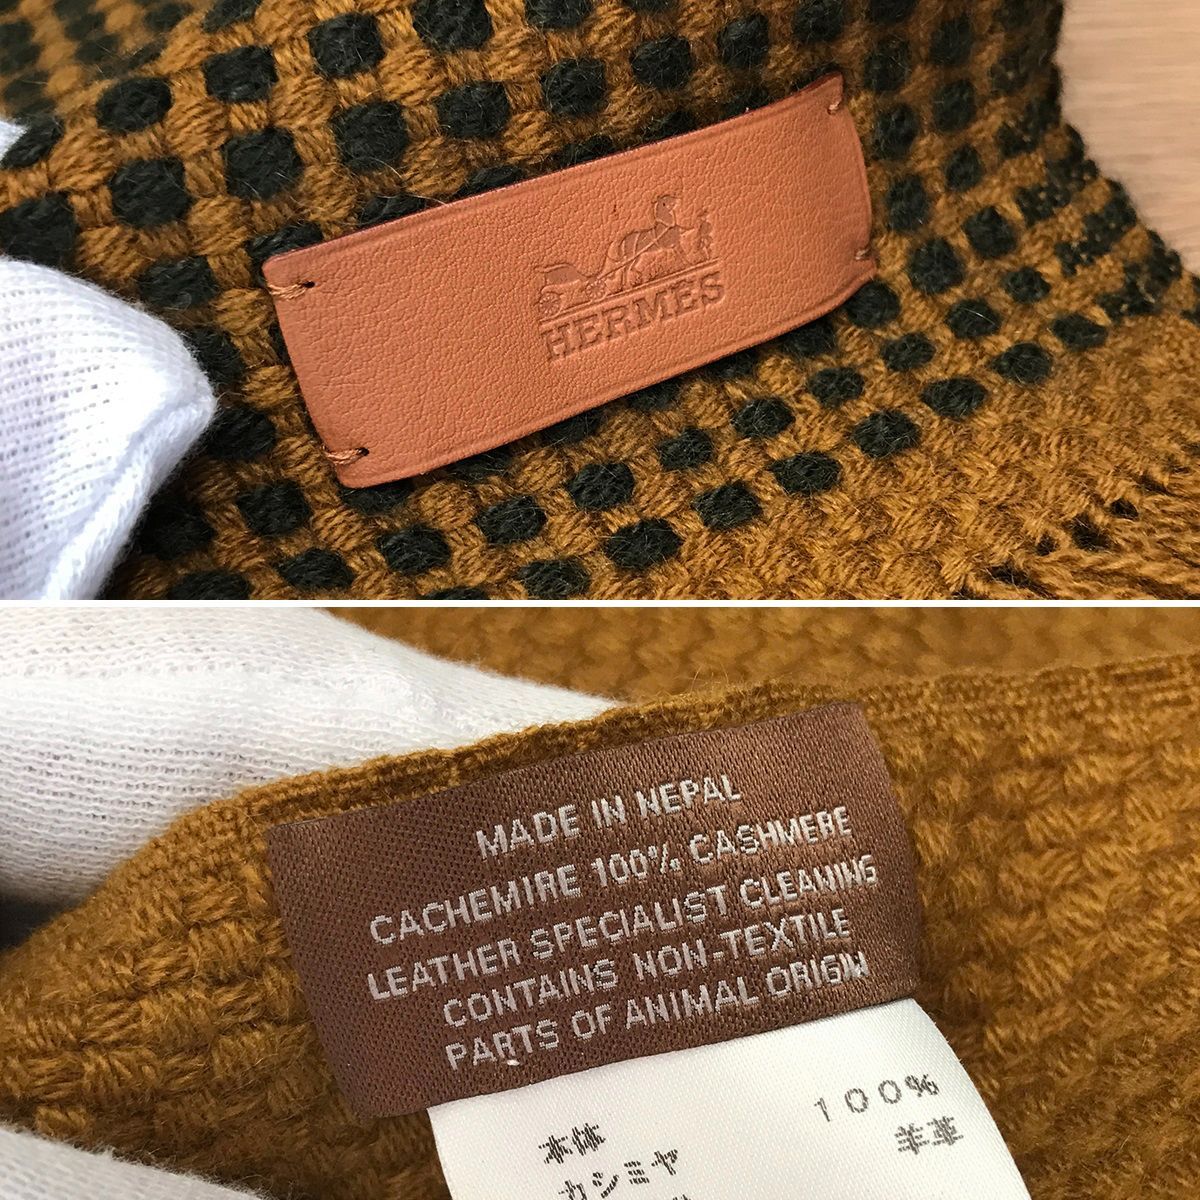 HERMES
MADE IN NEPAL
CACHEMIRE 100% CASHMERE
LEATHER SPECIALIST CLEANING
CONTAINS NON-TEXTILE
PARTS OF ANIMAL ORIGIN
本体
カシミヤ 100%
羊革